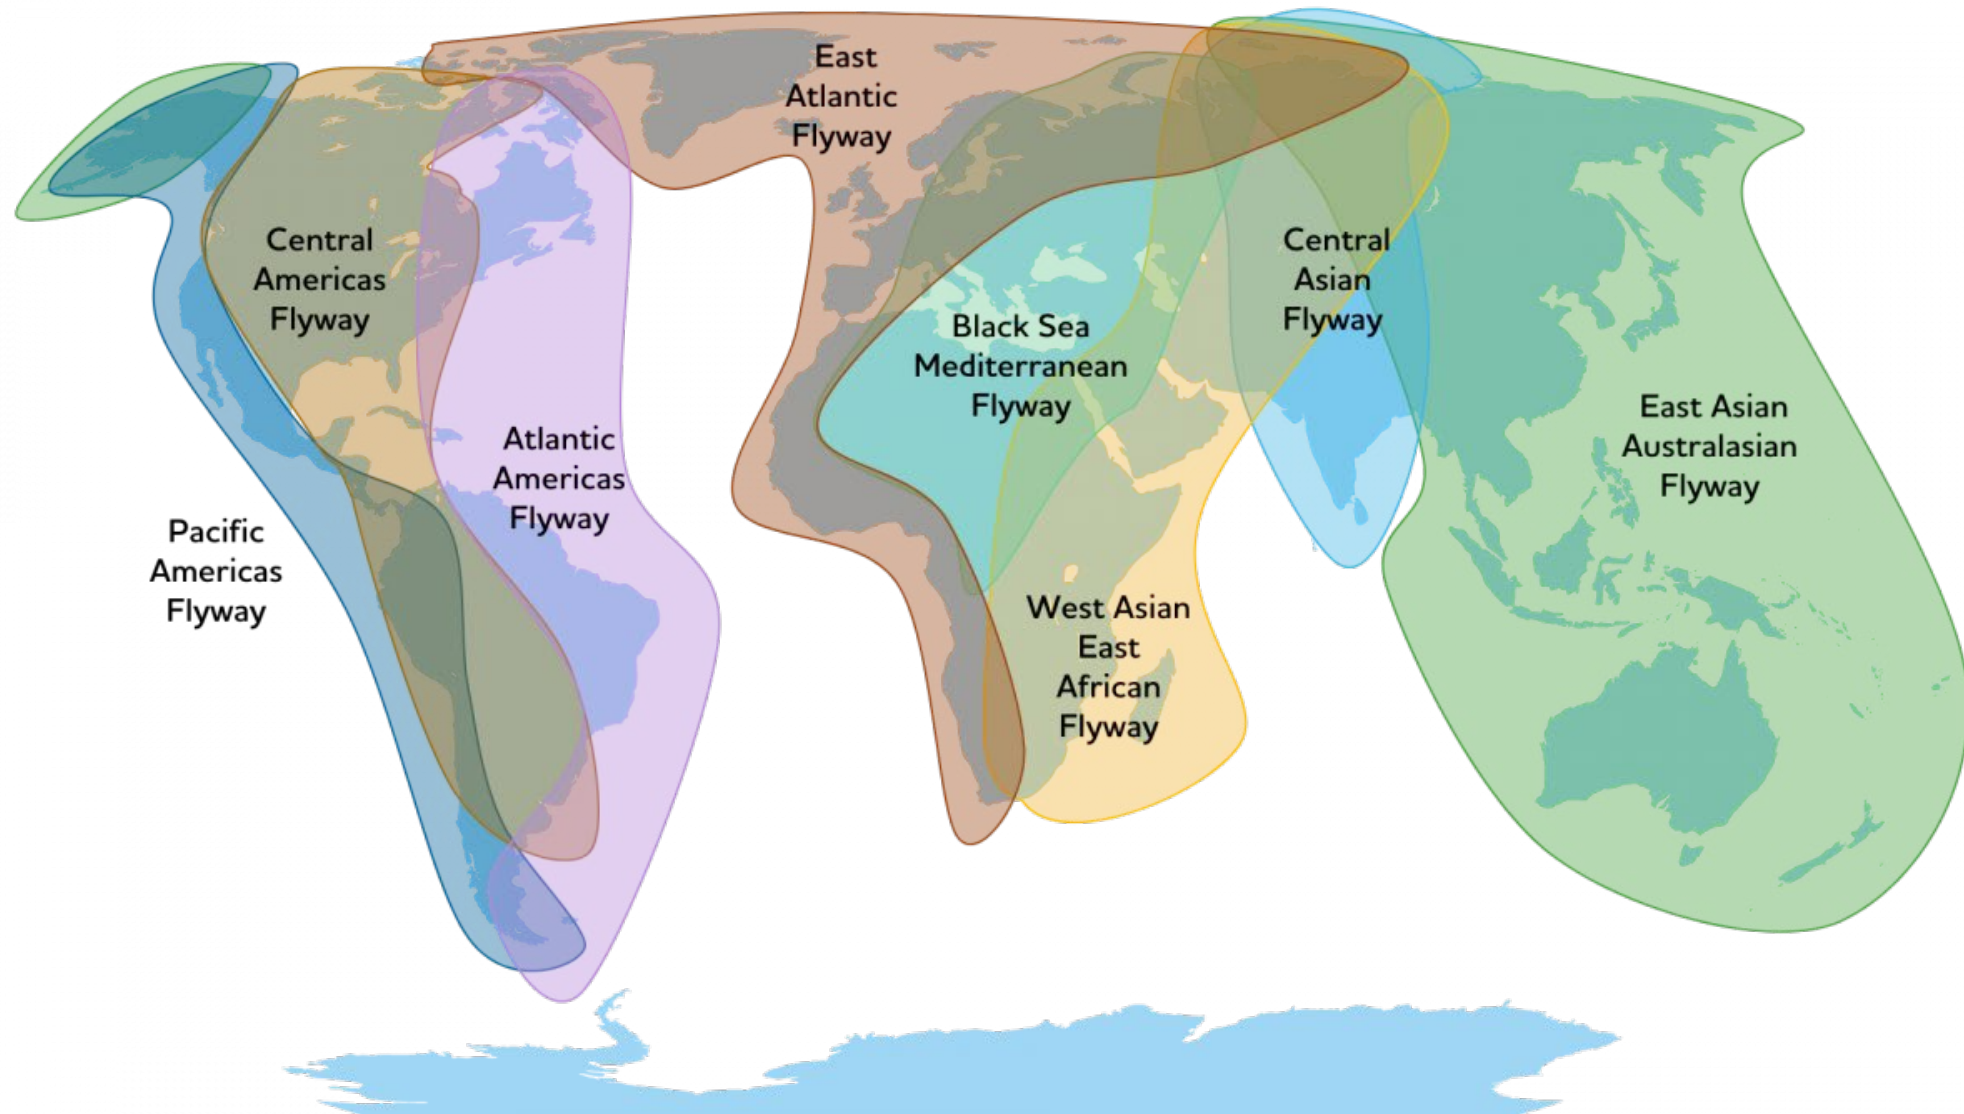 East
Atlantic
Flyway
Central
Americas
Flyway
Central
Asian
Flyway
Black Sea
Mediterranean
Flyway
East Asian
Australasian
Flyway
Atlantic
Americas
Flyway
Pacific
Americas
Flyway
West Asian
East
African
Flyway